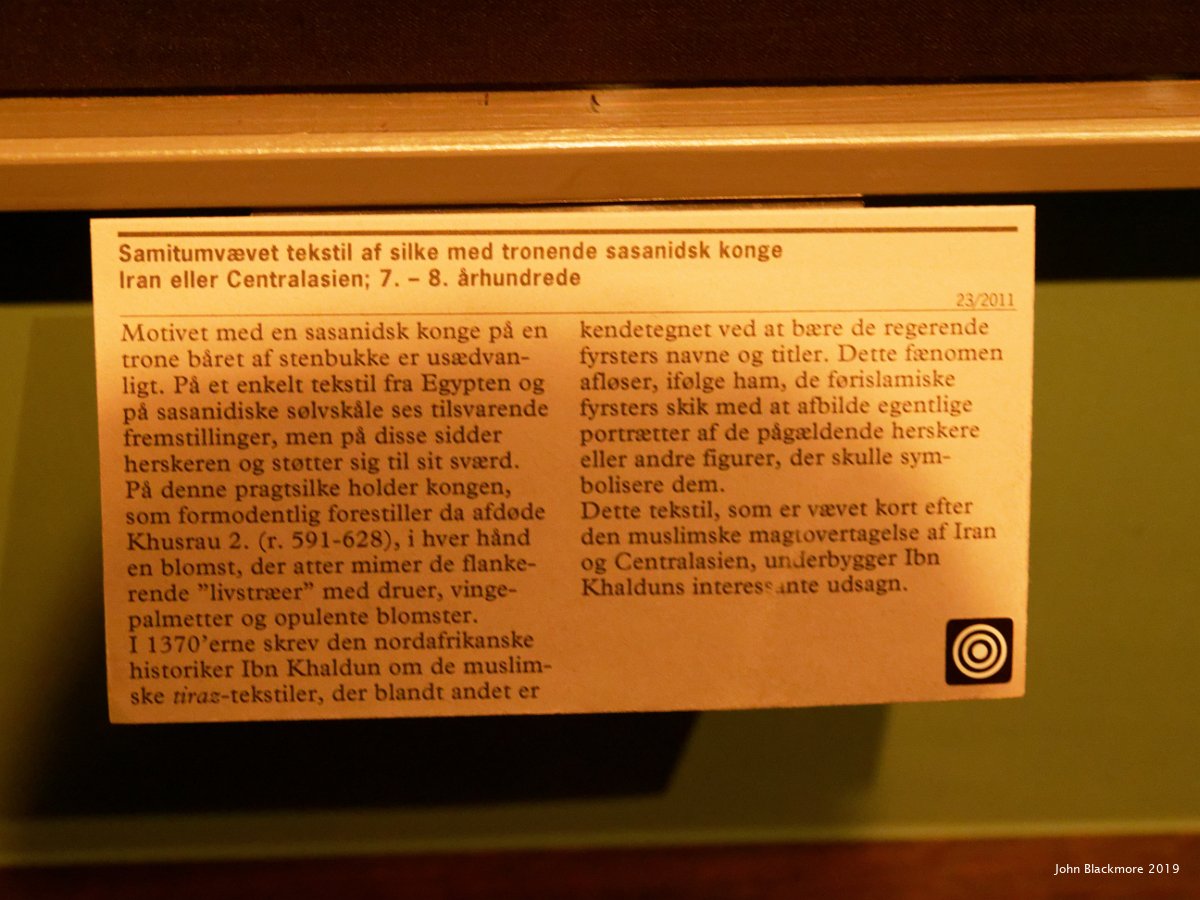 Samitumvævet tekstil af silke med tronende sasanidsk konge
Iran eller Centralasien; 7. – 8. århundrede
23/2011
Motivet med en sasanidsk konge på en
trone båret af stenbukke er usædvan-
ligt. På et enkelt tekstil fra Egypten og
på sasanidiske sølvskåle ses tilsvarende
fremstillinger, men på disse sidder
herskeren og støtter sig til sit sværd.
På denne pragtsilke holder kongen,
som formodentlig forestiller da afdøde
Khusrau 2. (r. 591-628), i hver hånd
en blomst, der atter mimer de flanke-
rende ”livstræer” med druer, vinge-
palmetter og opulente blomster.
I 1370’erne skrev den nordafrikanske
historiker Ibn Khaldun om de muslim-
ske tiraz-tekstiler, der blandt andet er
kendetegnet ved at bære de regerende
fyrsters navne og titler. Dette fænomen
afløser, ifølge ham, de førislamiske
fyrsters skik med at afbilde egentlige
portrætter af de pågældende herskere
eller andre figurer, der skulle sym-
bolisere dem.
Dette tekstil, som er vævet kort efter
den muslimske magtovertagelse af Iran
og Centralasien, underbygger Ibn
Khalduns interessante udsagn.
John Blackmore 2019